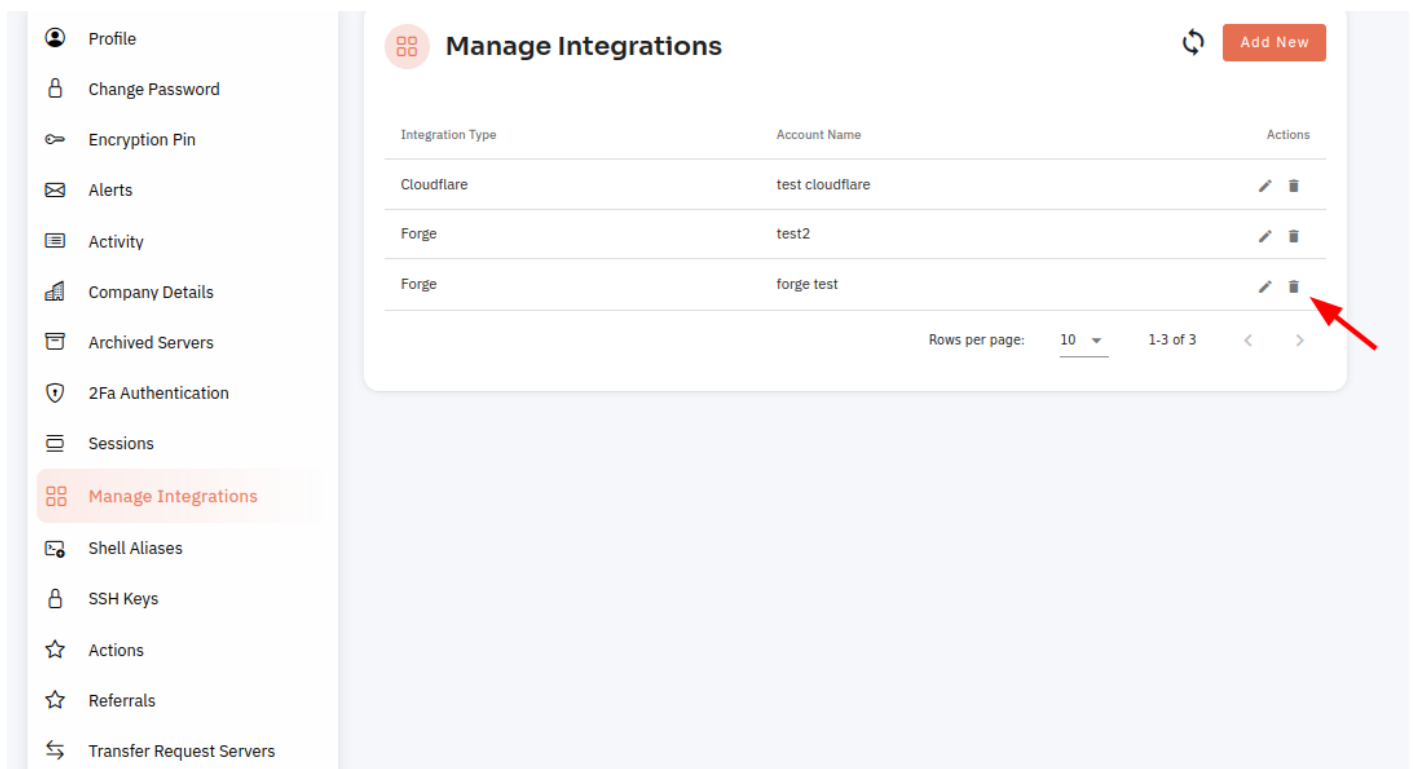 Profile
Change Password
Encryption Pin
Alerts
Activity
Company Details
Archived Servers
2Fa Authentication
Sessions
Manage Integrations
Shell Aliases
SSH Keys
Actions
Referrals
Transfer Request Servers
Manage Integrations
Add New
Integration Type Account Name Actions
Cloudflare test cloudflare
Forge test2
Forge forge test
Rows per page: 10 1-3 of 3